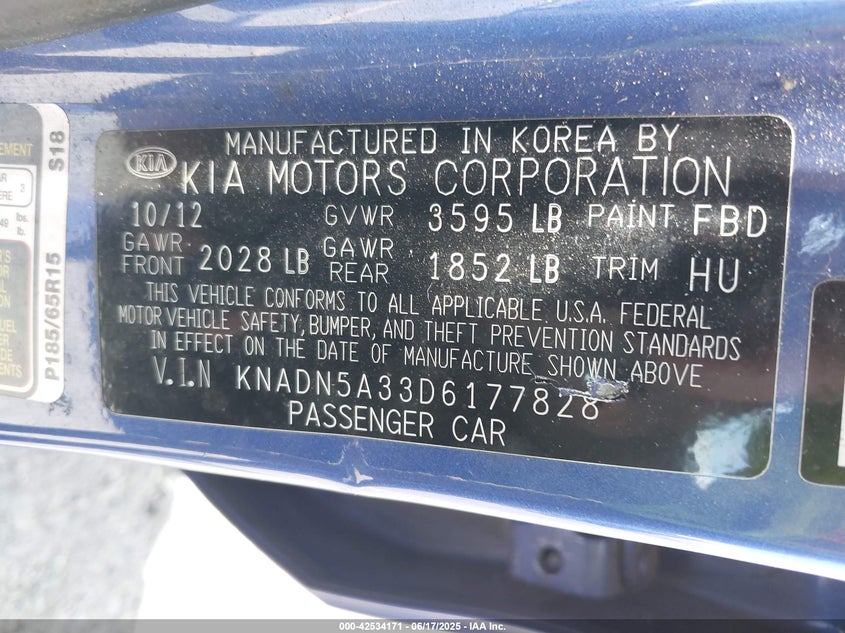 MANUFACTURED IN KOREA BY
KIA
KIA MOTORS CORPORATION
10/12 GVWR 3595 LB PAINT FBD
GAWR FRONT 2028 LB GAWR REAR 1852 LB TRIM HU
THIS VEHICLE CONFORMS TO ALL APPLICABLE U.S.A. FEDERAL
MOTOR VEHICLE SAFETY, BUMPER, AND THEFT PREVENTION STANDARDS
IN EFFECT ON THE DATE OF MANUFACTURE SHOWN ABOVE
V.I.N KNADN5A33D6177828
PASSENGER CAR
P185/65R15 S18
000-42534171 - 06/17/2025 - IAA Inc.